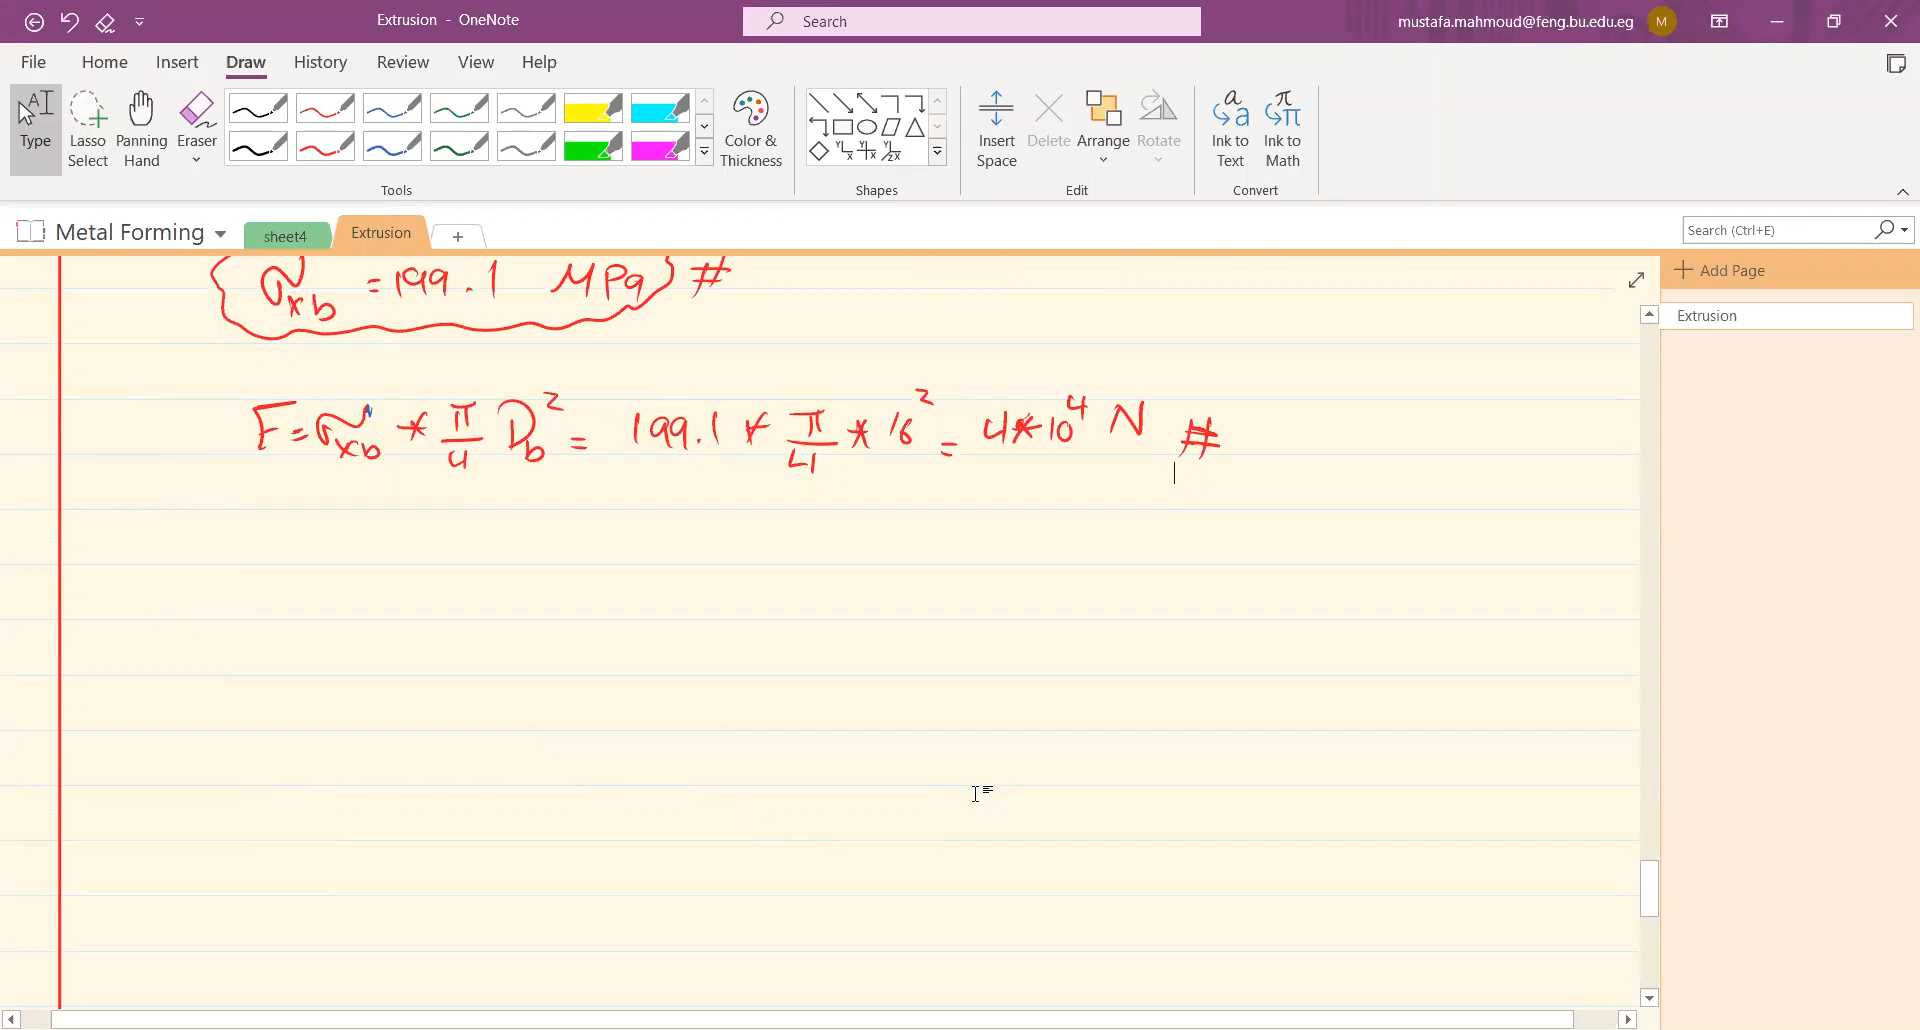 Extrusion - OneNote
Search
mustafa.mahmoud@feng.bu.edu.eg
M
File Home Insert Draw History Review View Help
Type
Lasso Select
Panning Hand
Eraser
Color & Thickness
Insert Space
Delete
Arrange
Rotate
Ink to Text
Ink to Math
Tools
Shapes
Edit
Convert
Metal Forming
sheet4
Extrusion
Search (Ctrl+E)
Add Page
Extrusion
σxb = 199.1 MPa #
F = σxb * π/4 Db² = 199.1 * π/4 * 16² = 4*10⁴ N #